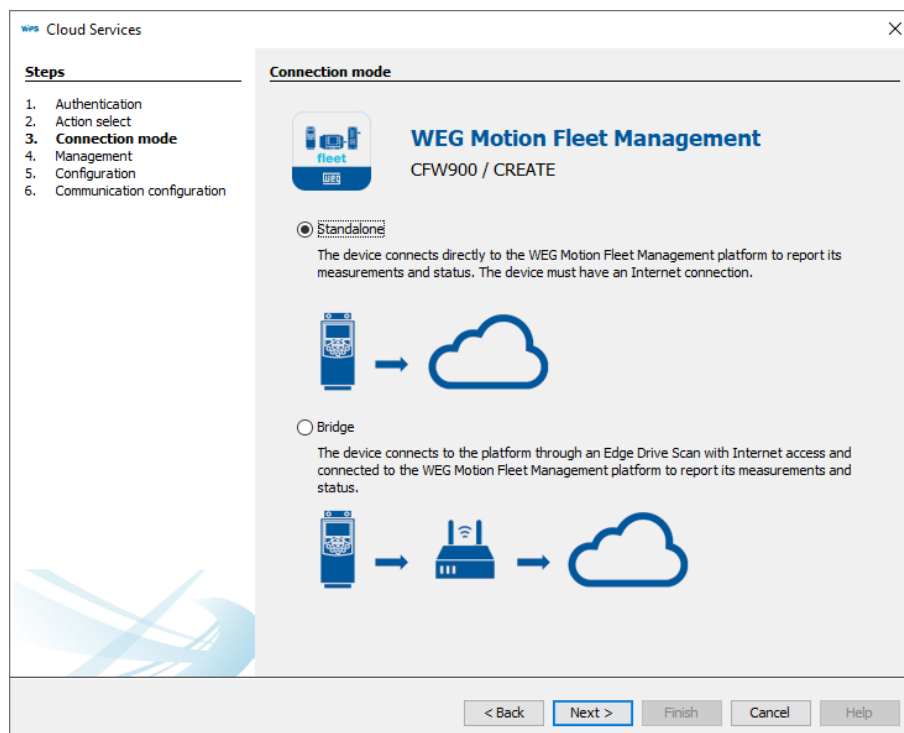 WPS Cloud Services
Steps
1. Authentication
2. Action select
3. Connection mode
4. Management
5. Configuration
6. Communication configuration
Connection mode
fleet
WEG
WEG Motion Fleet Management
CFW900 / CREATE
Standalone
The device connects directly to the WEG Motion Fleet Management platform to report its
measurements and status. The device must have an Internet connection.
Bridge
The device connects to the platform through an Edge Drive Scan with Internet access and
connected to the WEG Motion Fleet Management platform to report its measurements and
status.
< Back Next > Finish Cancel Help